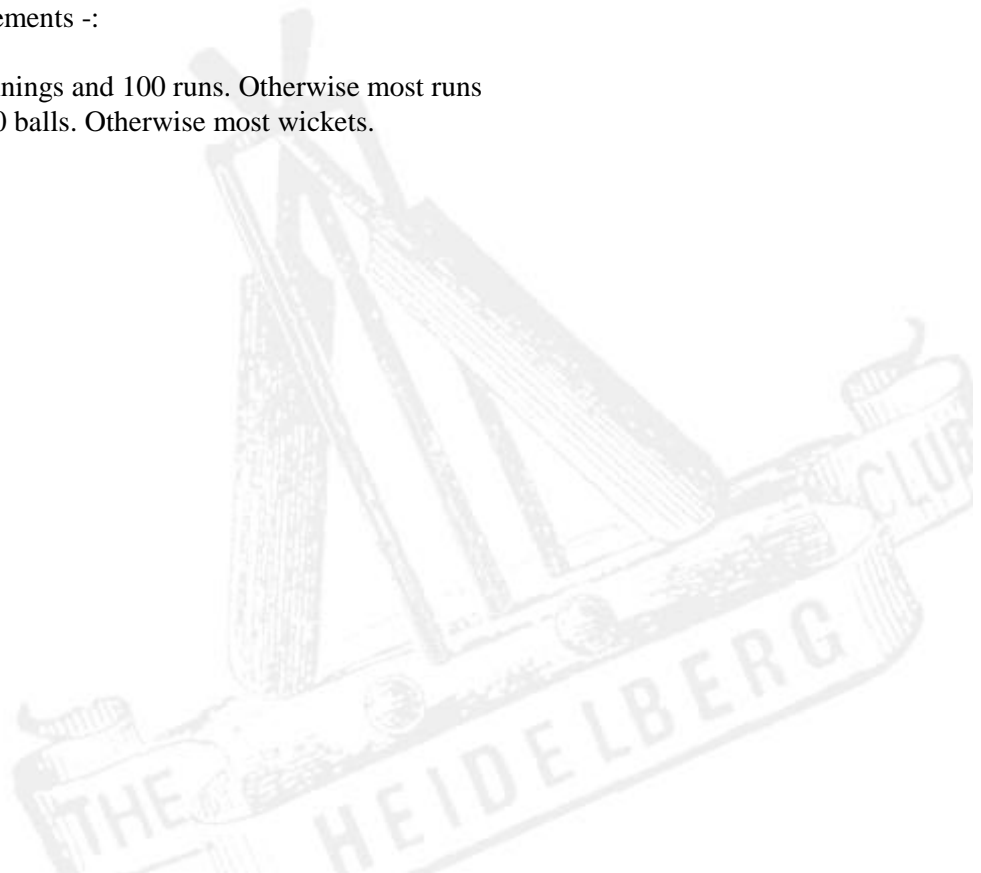 ements -:
nings and 100 runs. Otherwise most runs
0 balls. Otherwise most wickets.
CLUB
THE HEIDELBERG